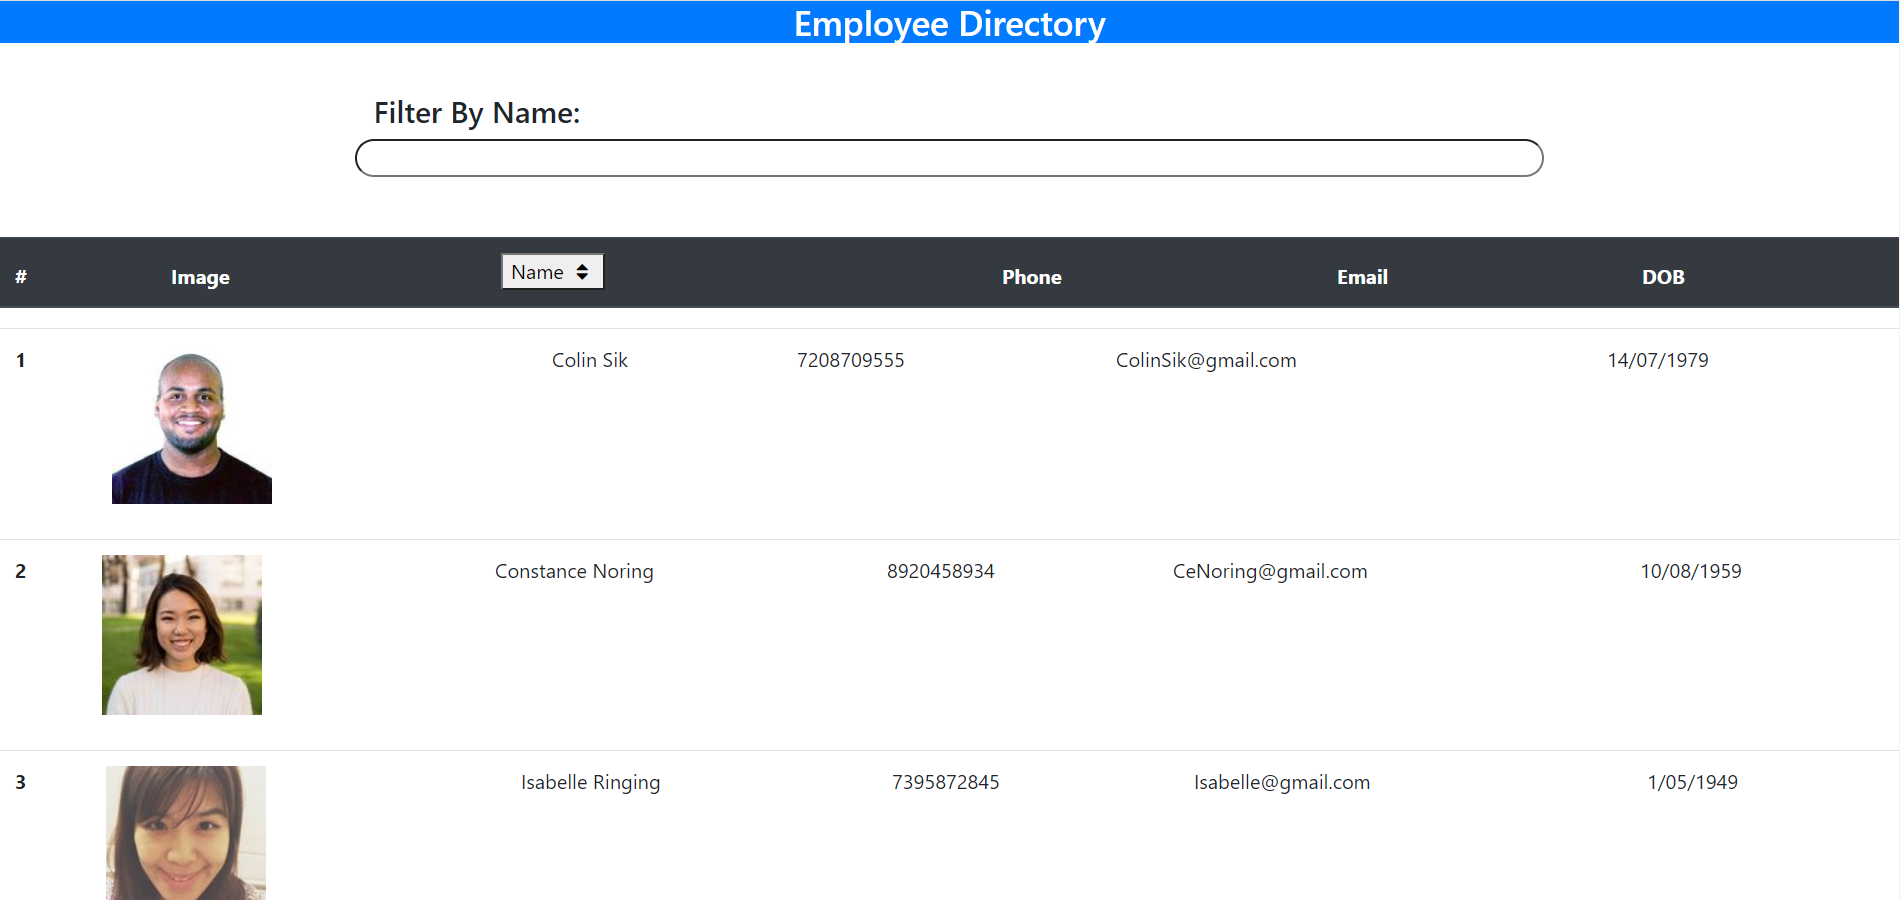 Employee Directory
Filter By Name:
# Image Name Phone Email DOB
1 Colin Sik 7208709555 ColinSik@gmail.com 14/07/1979
2 Constance Noring 8920458934 CeNoring@gmail.com 10/08/1959
3 Isabelle Ringing 7395872845 Isabelle@gmail.com 1/05/1949